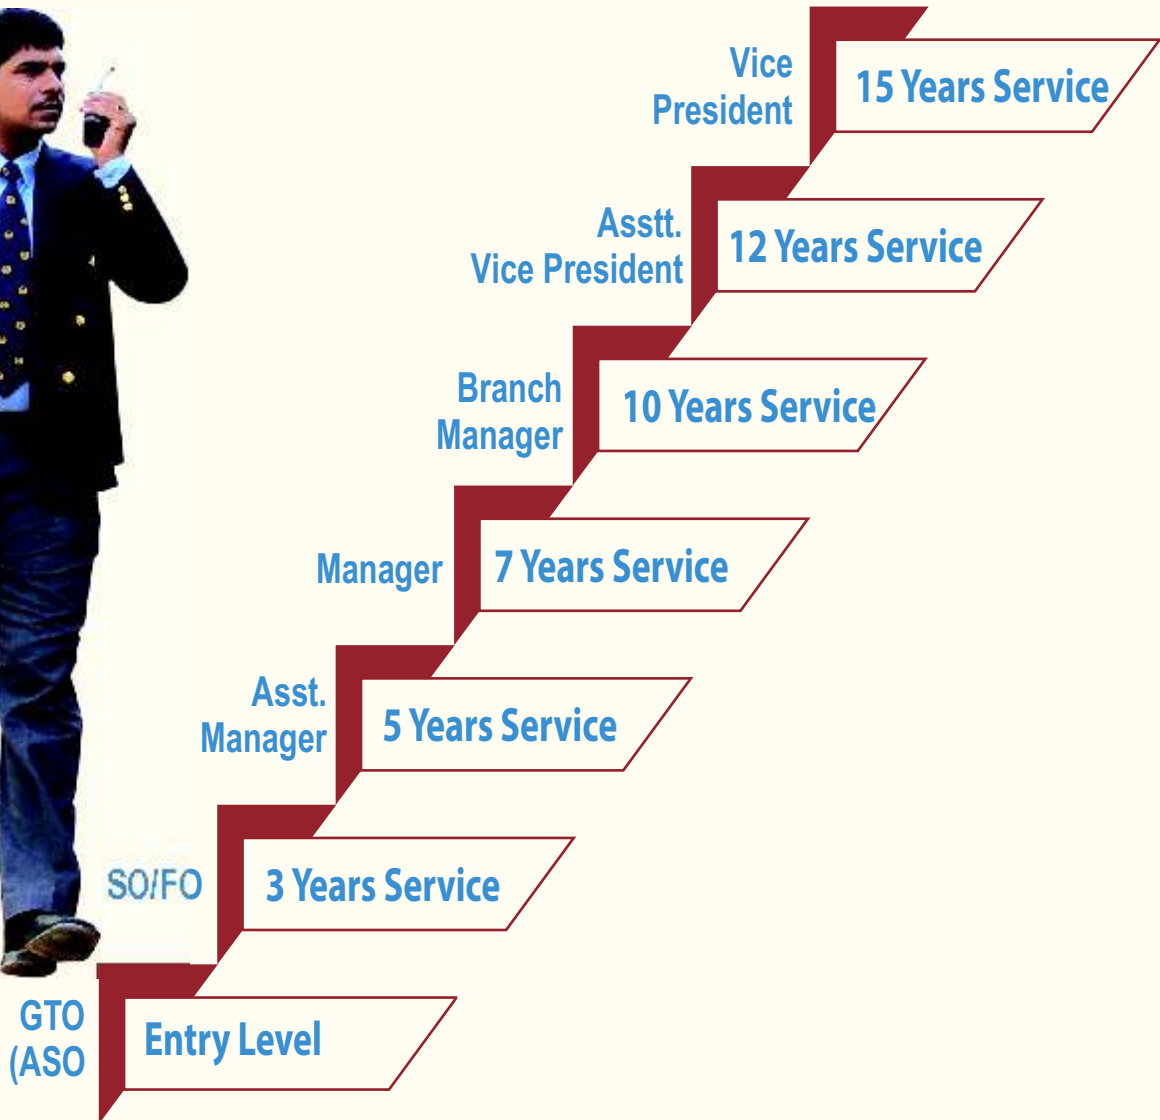 Vice
President
15 Years Service
Asstt.
Vice President
12 Years Service
Branch
Manager
10 Years Service
Manager
7 Years Service
Asst.
Manager
5 Years Service
SO/FO
3 Years Service
GTO
(ASO
Entry Level